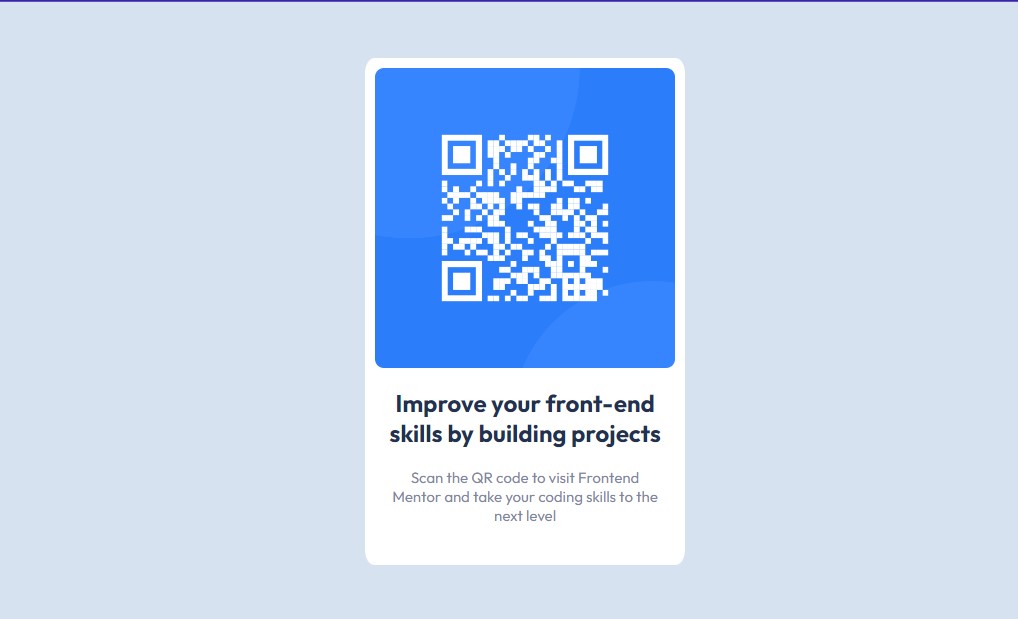 Improve your front-end
skills by building projects
Scan the QR code to visit Frontend
Mentor and take your coding skills to the
next level